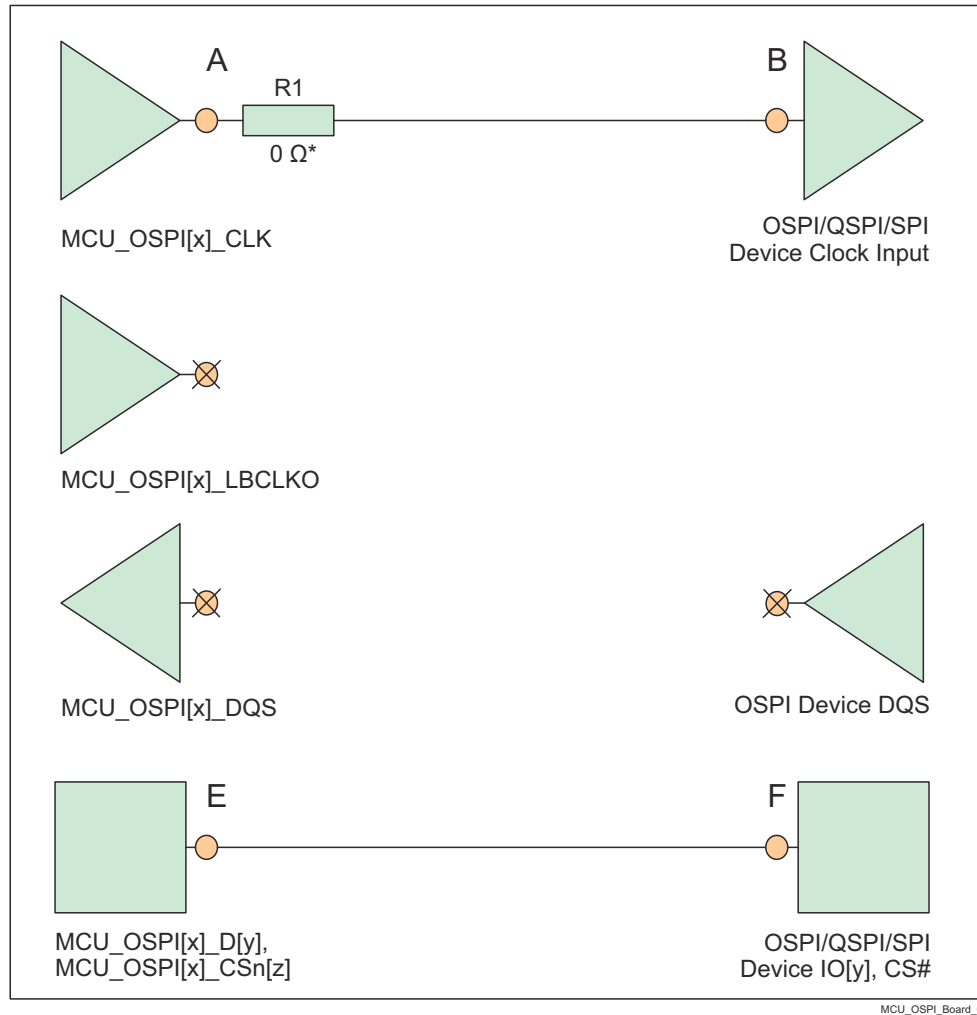 A
B
R1
0 Ω*
MCU_OSPI[x]_CLK
OSPI/QSPI/SPI
Device Clock Input
MCU_OSPI[x]_LBCLKO
MCU_OSPI[x]_DQS
OSPI Device DQS
E
F
MCU_OSPI[x]_D[y],
MCU_OSPI[x]_CSn[z]
OSPI/QSPI/SPI
Device IO[y], CS#
MCU_OSPI_Board_